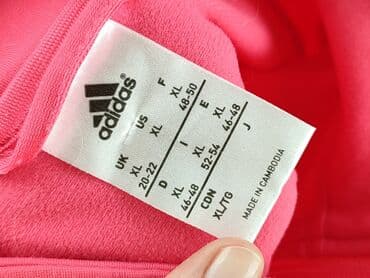 adidas®
UK US F
XL XL XL
20-22 48-50
D I E
XL XL XL
46-48 52-54 46-48
CDN J
XL/TG
MADE IN CAMBODIA